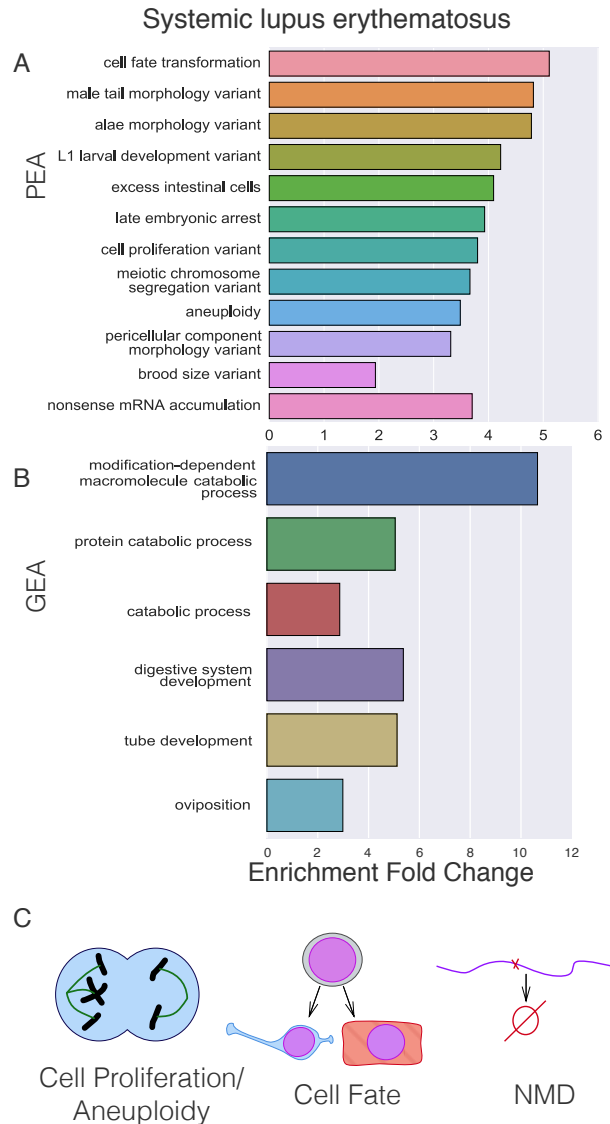 Systemic lupus erythematosus
A
PEA
cell fate transformation
male tail morphology variant
alae morphology variant
L1 larval development variant
excess intestinal cells
late embryonic arrest
cell proliferation variant
meiotic chromosome
segregation variant
aneuploidy
pericellular component
morphology variant
brood size variant
nonsense mRNA accumulation
0 1 2 3 4 5 6
B
GEA
modification-dependent
macromolecule catabolic
process
protein catabolic process
catabolic process
digestive system
development
tube development
oviposition
0 2 4 6 8 10 12
Enrichment Fold Change
C
Cell Proliferation/
Aneuploidy
Cell Fate
NMD